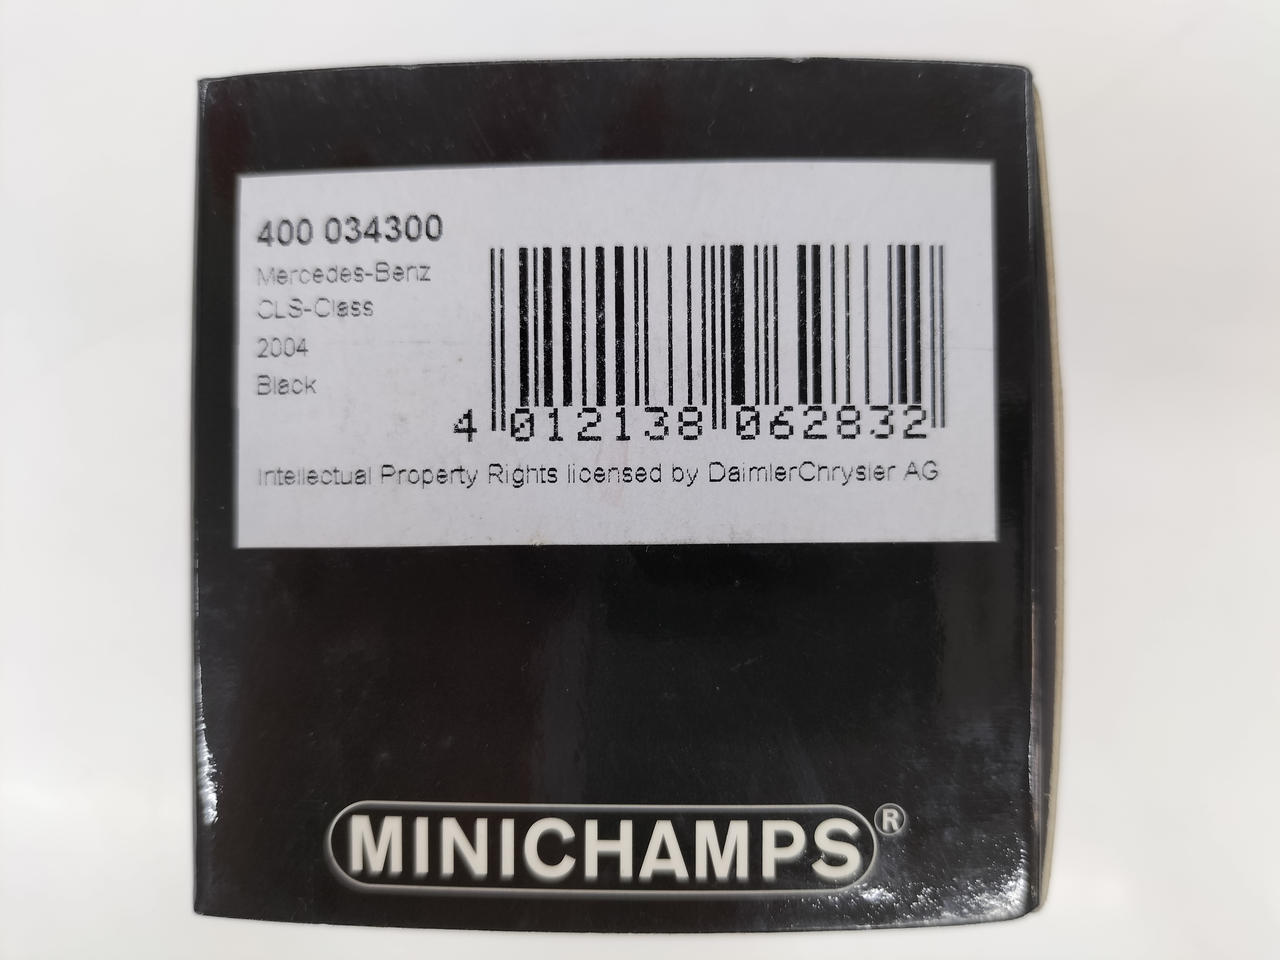 400 034300
Mercedes-Benz
CLS-Class
2004
Black
4 012138 062832
Intellectual Property Rights licensed by DaimlerChrysler AG
MINICHAMPS®